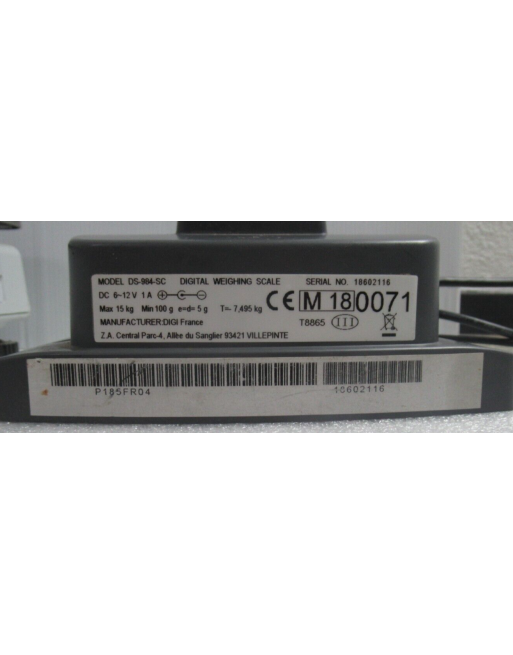 MODEL DS-984-SC DIGITAL WEIGHING SCALE SERIAL NO. 18602116
DC 6~12 V 1 A
Max 15 kg Min 100 g e=d= 5 g T=- 7,495 kg CE M 18 0071
MANUFACTURER:DIGI France T8865 III
Z.A. Central Parc-4, Allée du Sanglier 93421 VILLEPINTE
P185FR04 18602116